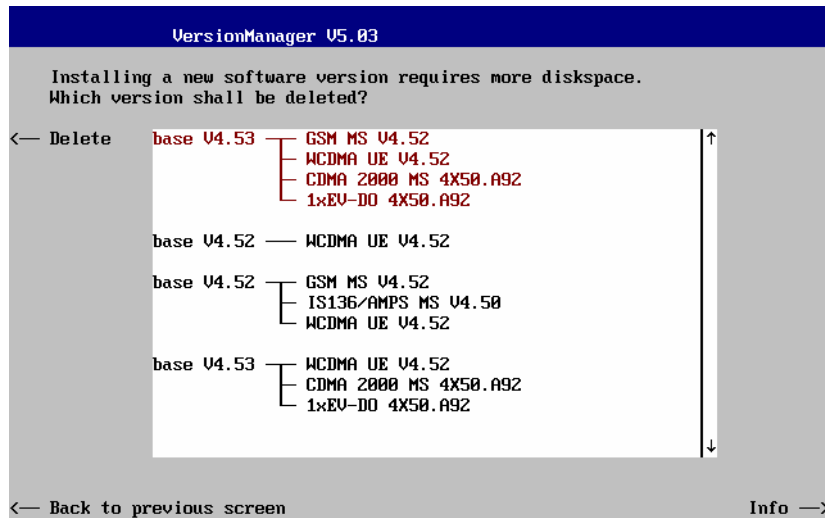 VersionManager V5.03
Installing a new software version requires more diskspace.
Which version shall be deleted?
<— Delete base V4.53 GSM MS V4.52 ↑
WCDMA UE V4.52
CDMA 2000 MS 4X50.A92
1xEV-DO 4X50.A92
base V4.52 WCDMA UE V4.52
base V4.52 GSM MS V4.52
IS136/AMPS MS V4.50
WCDMA UE V4.52
base V4.53 WCDMA UE V4.52
CDMA 2000 MS 4X50.A92
1xEV-DO 4X50.A92
↓
<— Back to previous screen Info —>